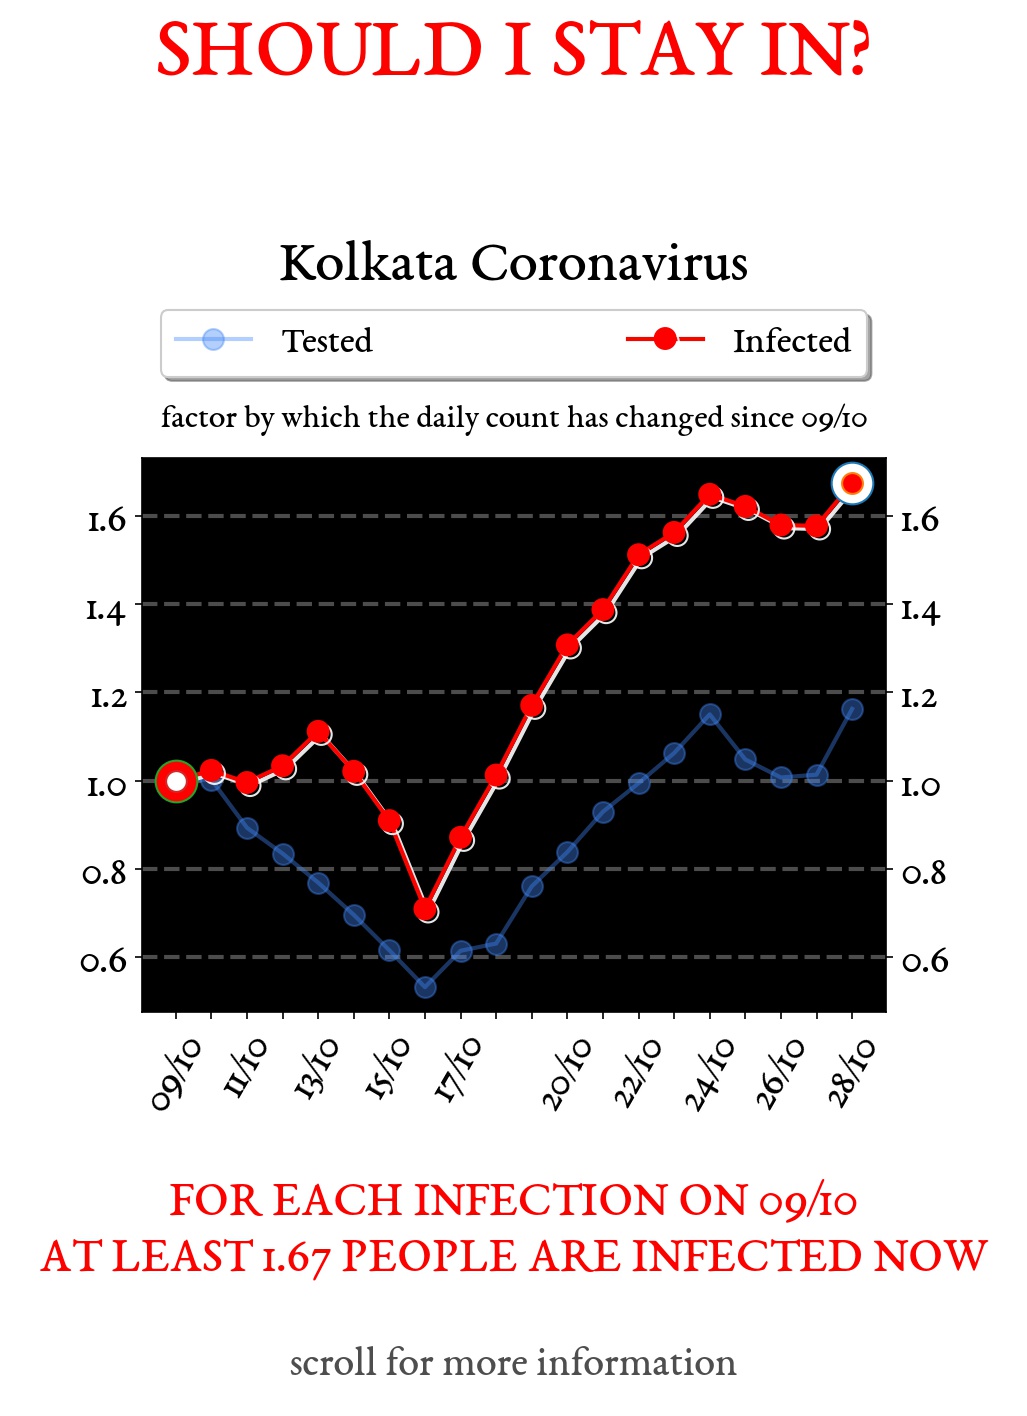 SHOULD I STAY IN?
Kolkata Coronavirus
Tested Infected
factor by which the daily count has changed since 09/10
1.6 1.6
1.4 1.4
1.2 1.2
1.0 1.0
0.8 0.8
0.6 0.6
09/10 11/10 13/10 15/10 17/10 20/10 22/10 24/10 26/10 28/10
FOR EACH INFECTION ON 09/10
AT LEAST 1.67 PEOPLE ARE INFECTED NOW
scroll for more information